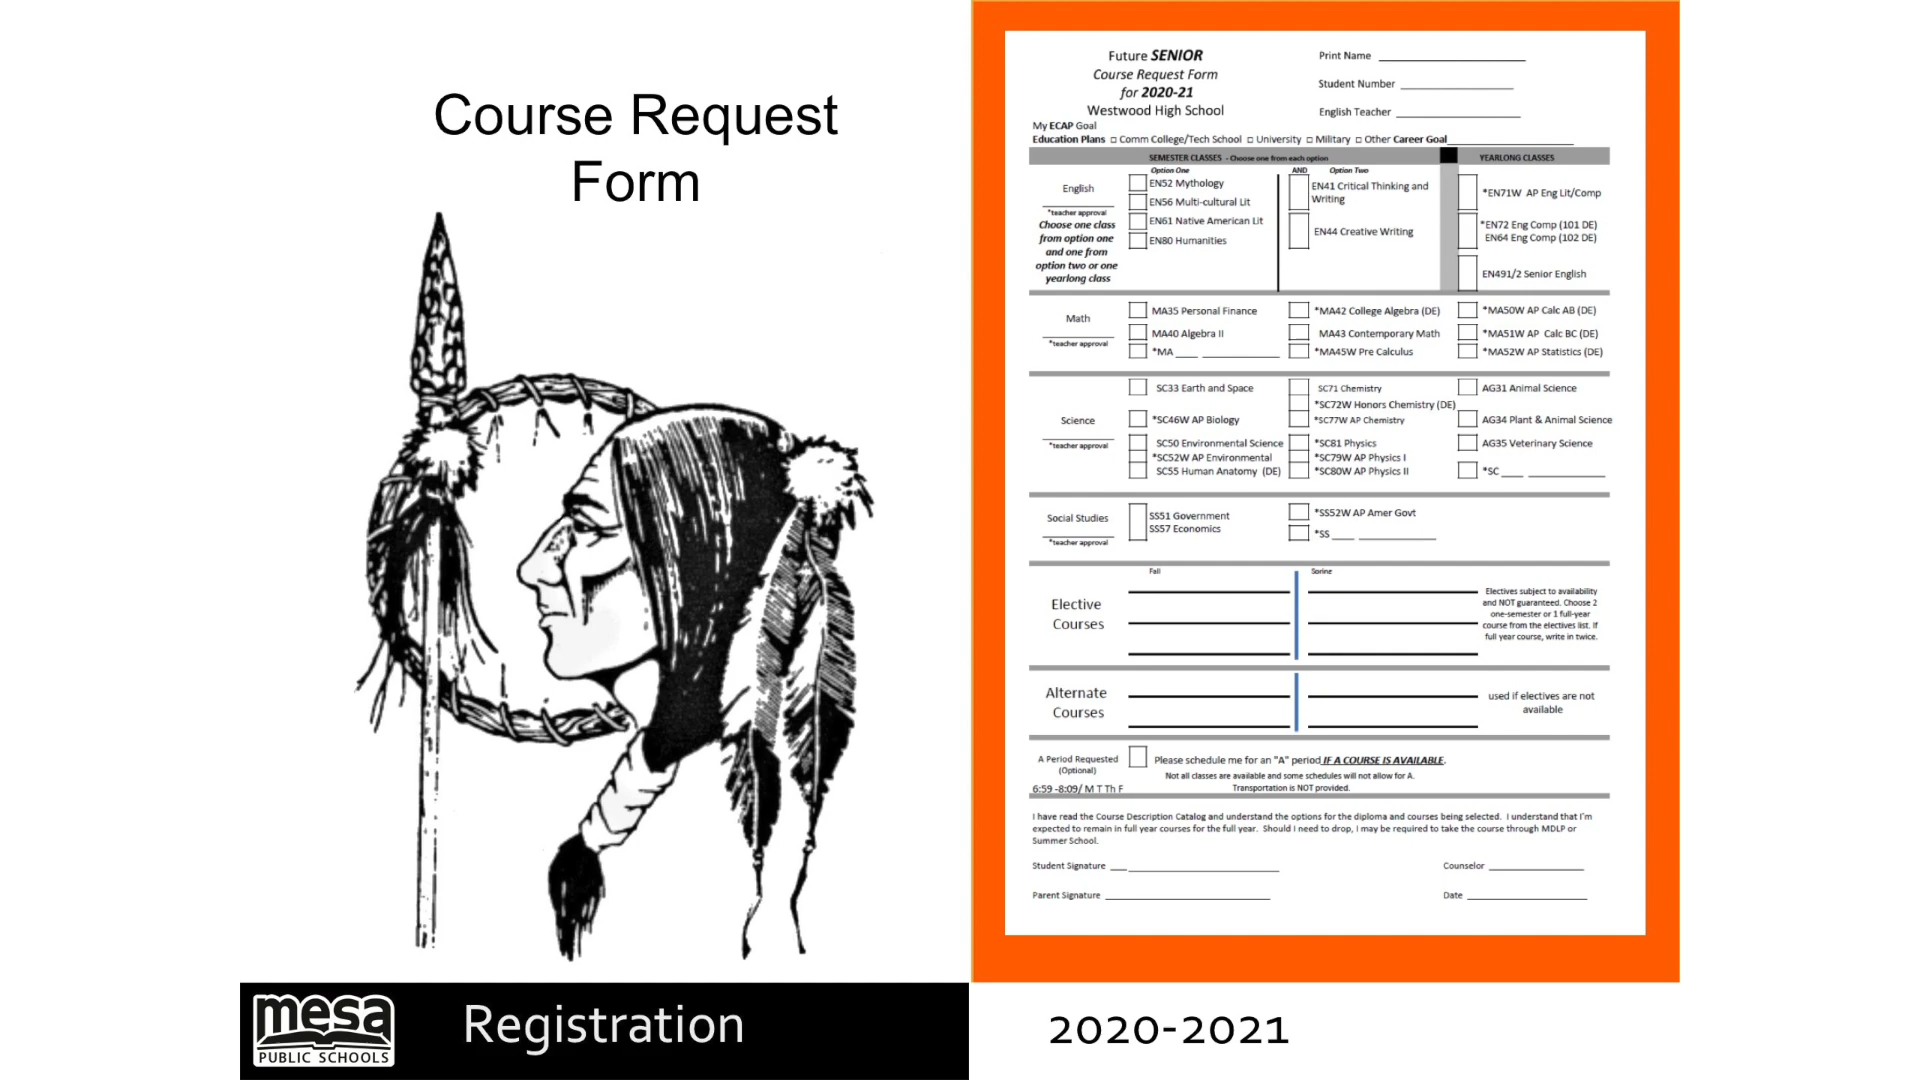 Course Request
Form
Future SENIOR
Course Request Form
for 2020-21
Westwood High School
Print Name
Student Number
English Teacher
My ECAP Goal
Education Plans □ Comm College/Tech School □ University □ Military □ Other Career Goal
SEMESTER CLASSES - Choose one from each option
YEARLONG CLASSES
Option One
AND
Option Two
English
*teacher approval
Choose one class
from option one
and one from
option two or one
yearlong class
EN52 Mythology
EN56 Multi-cultural Lit
EN61 Native American Lit
EN80 Humanities
EN41 Critical Thinking and
Writing
EN44 Creative Writing
*EN71W AP Eng Lit/Comp
*EN72 Eng Comp (101 DE)
EN64 Eng Comp (102 DE)
EN491/2 Senior English
Math
*teacher approval
MA35 Personal Finance
MA40 Algebra II
*MA
*MA42 College Algebra (DE)
MA43 Contemporary Math
*MA45W Pre Calculus
*MA50W AP Calc AB (DE)
*MA51W AP Calc BC (DE)
*MA52W AP Statistics (DE)
Science
*teacher approval
SC33 Earth and Space
*SC46W AP Biology
SC50 Environmental Science
*SC52W AP Environmental
SC55 Human Anatomy (DE)
SC71 Chemistry
*SC72W Honors Chemistry (DE)
*SC77W AP Chemistry
*SC81 Physics
*SC79W AP Physics I
*SC80W AP Physics II
AG31 Animal Science
AG34 Plant & Animal Science
AG35 Veterinary Science
*SC
Social Studies
*teacher approval
SS51 Government
SS57 Economics
*SS52W AP Amer Govt
*SS
Fall
Spring
Elective
Courses
Electives subject to availability
and NOT guaranteed. Choose 2
one-semester or 1 full-year
course from the electives list. If
full year course, write in twice.
Alternate
Courses
used if electives are not
available
A Period Requested
(Optional)
6:59 -8:09/ M T Th F
Please schedule me for an "A" period IF A COURSE IS AVAILABLE.
Not all classes are available and some schedules will not allow for A.
Transportation is NOT provided.
I have read the Course Description Catalog and understand the options for the diploma and courses being selected. I understand that I'm
expected to remain in full year courses for the full year. Should I need to drop, I may be required to take the course through MDLP or
Summer School.
Student Signature
Counselor
Parent Signature
Date
mesa
PUBLIC SCHOOLS
Registration
2020-2021